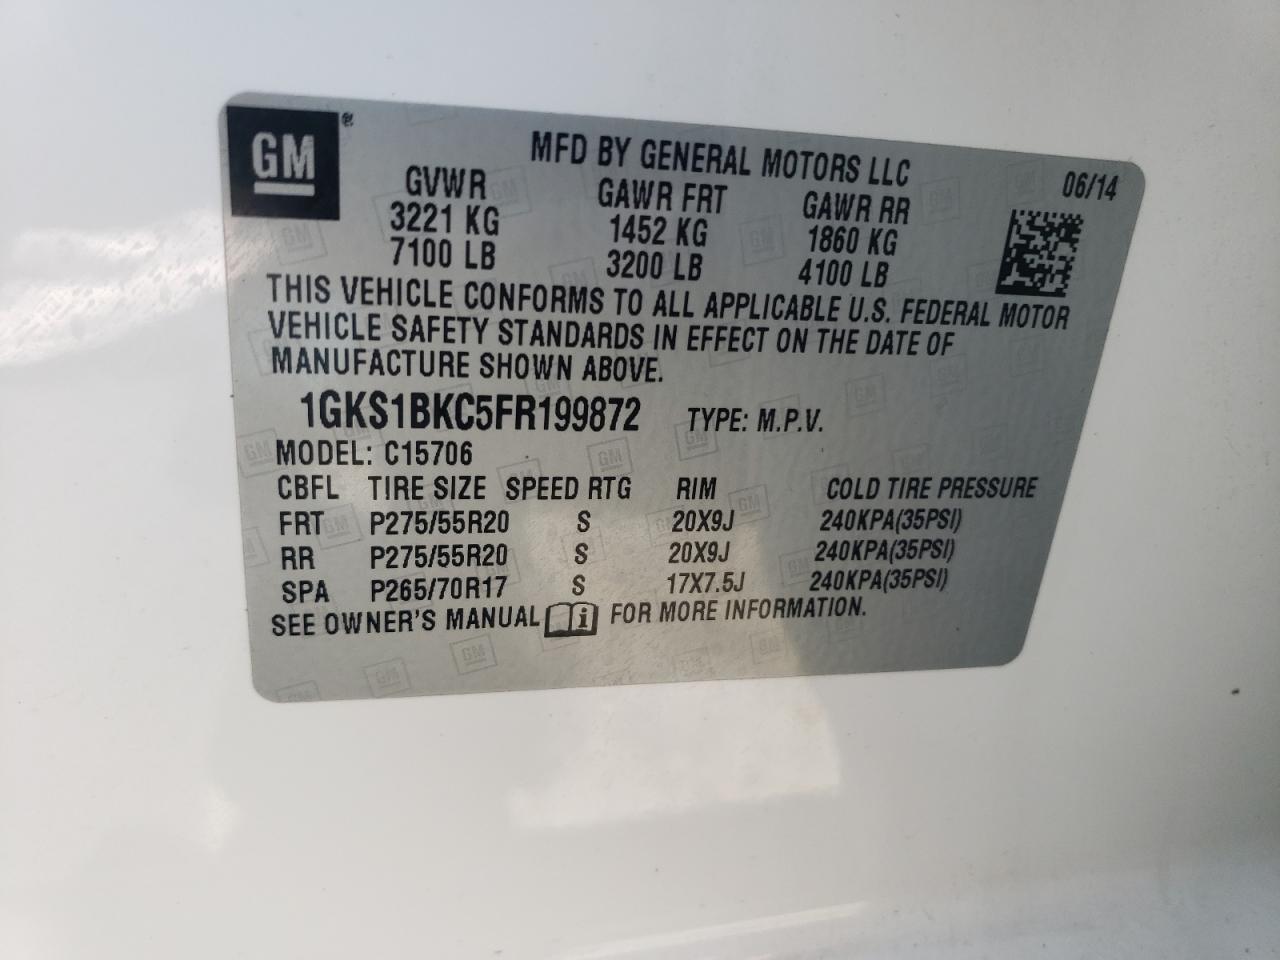 GM ®
MFD BY GENERAL MOTORS LLC
06/14
GVWR GAWR FRT GAWR RR
3221 KG 1452 KG 1860 KG
7100 LB 3200 LB 4100 LB
THIS VEHICLE CONFORMS TO ALL APPLICABLE U.S. FEDERAL MOTOR
VEHICLE SAFETY STANDARDS IN EFFECT ON THE DATE OF
MANUFACTURE SHOWN ABOVE.
1GKS1BKC5FR199872 TYPE: M.P.V.
MODEL: C15706
CBFL TIRE SIZE SPEED RTG RIM COLD TIRE PRESSURE
FRT P275/55R20 S 20X9J 240KPA(35PSI)
RR P275/55R20 S 20X9J 240KPA(35PSI)
SPA P265/70R17 S 17X7.5J 240KPA(35PSI)
SEE OWNER'S MANUAL i FOR MORE INFORMATION.